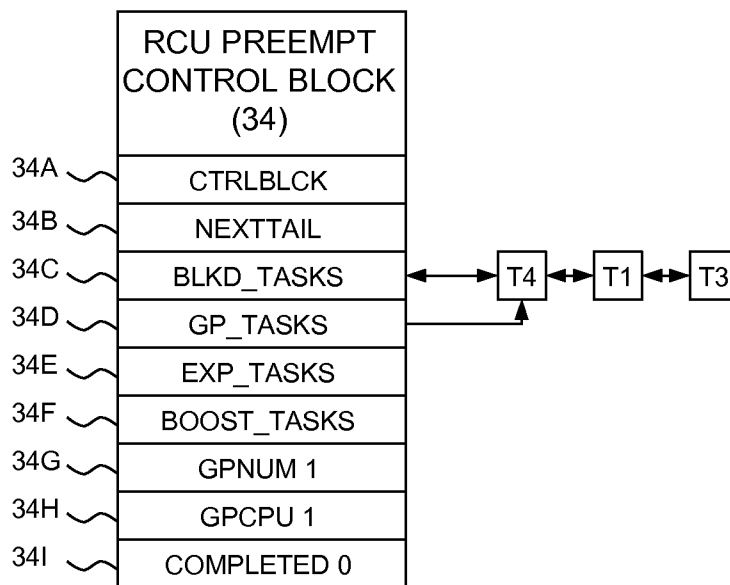 RCU PREEMPT
CONTROL BLOCK
(34)
34A CTRLBLCK
34B NEXTTAIL
34C BLKD_TASKS T4 T1 T3
34D GP_TASKS
34E EXP_TASKS
34F BOOST_TASKS
34G GPNUM 1
34H GPCPU 1
34I COMPLETED 0